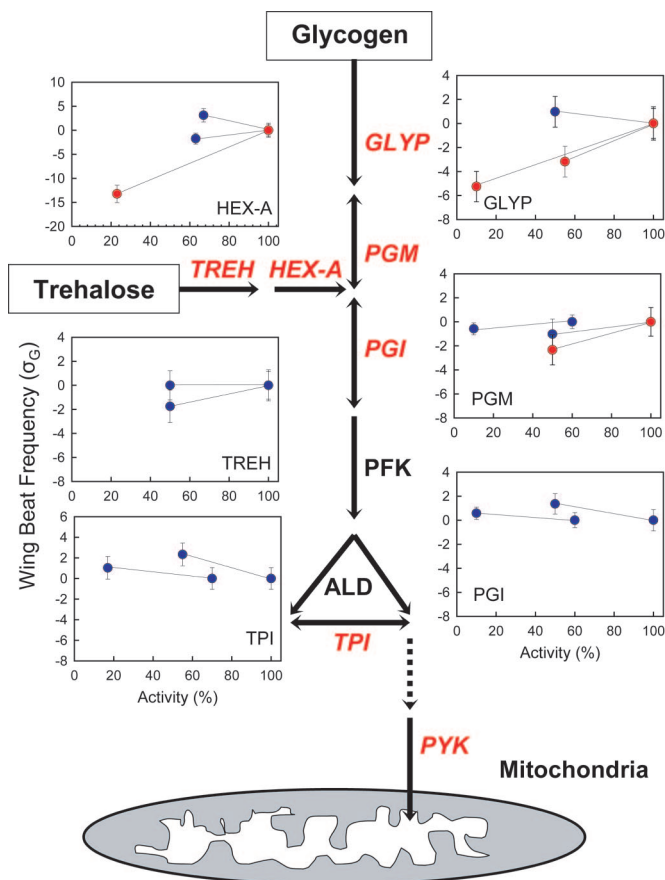 Glycogen
10
5
0
-5
-10
-15
-20
HEX-A
0 20 40 60 80 100
GLYP
4
2
0
-2
-4
-6
-8
GLYP
0 20 40 60 80 100
TREH HEX-A
PGM
Trehalose
PGI
4
2
0
-2
-4
-6
-8
PGM
0 20 40 60 80 100
Wing Beat Frequency (σG)
4
2
0
-2
-4
-6
-8
TREH
0 20 40 60 80 100
PFK
4
2
0
-2
-4
-6
-8
PGI
0 20 40 60 80 100
Activity (%)
6
4
2
0
-2
-4
-6
-8
TPI
0 20 40 60 80 100
Activity (%)
ALD
TPI
PYK
Mitochondria